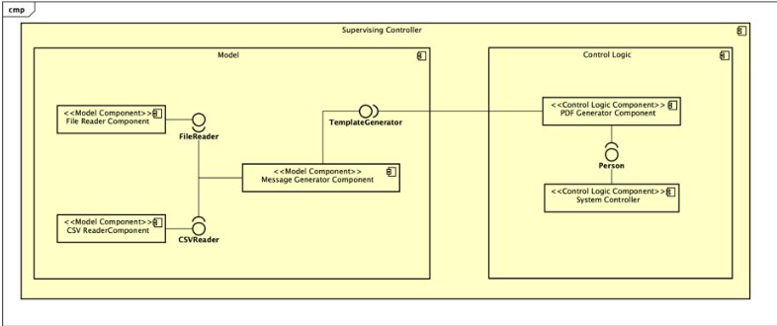 cmp
Supervising Controller
Model
Control Logic
<<Model Component>>
File Reader Component
FileReader
TemplateGenerator
<<Control Logic Component>>
PDF Generator Component
Person
<<Model Component>>
Message Generator Component
<<Control Logic Component>>
System Controller
<<Model Component>>
CSV ReaderComponent
CSVReader